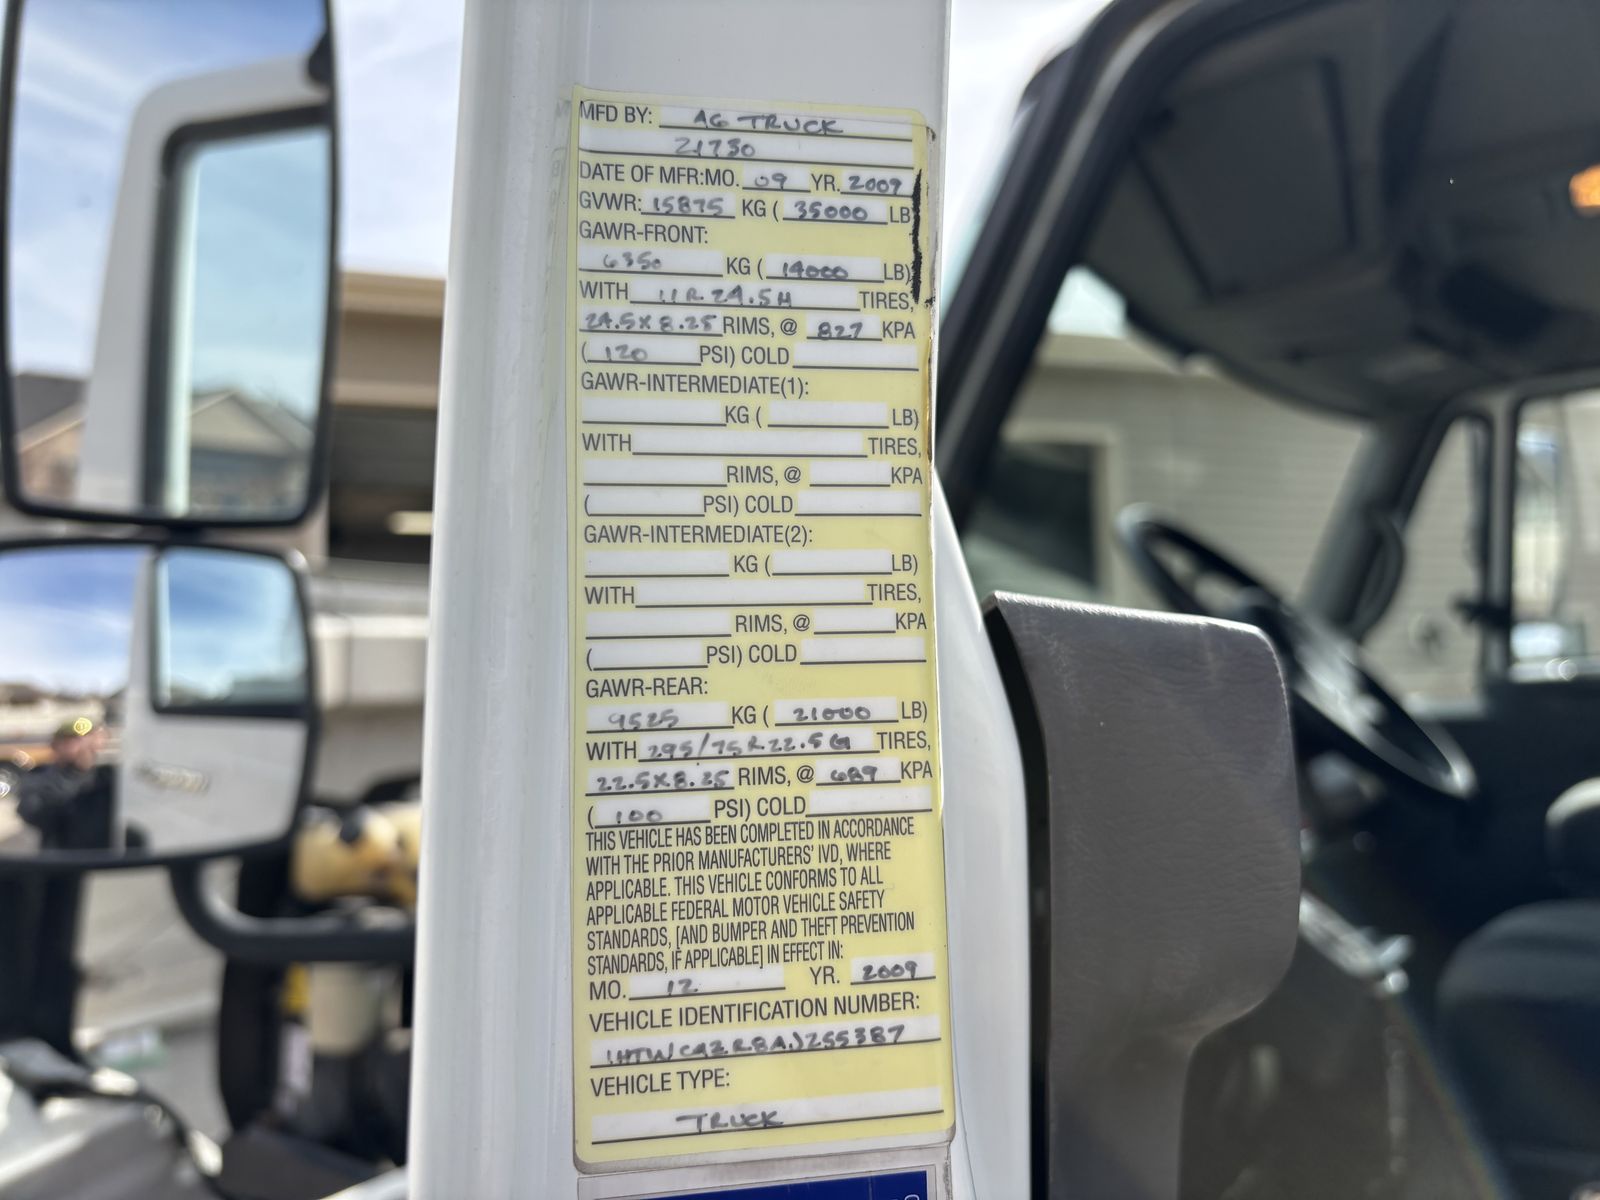 MFD BY: AG TRUCK
21730
DATE OF MFR:MO. 09 YR. 2009
GVWR: 15875 KG ( 35000 LB
GAWR-FRONT:
6350 KG ( 14000 LB)
WITH 11R 24.5H TIRES,
24.5X8.25 RIMS, @ 827 KPA
( 120 PSI) COLD
GAWR-INTERMEDIATE(1):
KG ( LB)
WITH TIRES,
RIMS, @ KPA
( PSI) COLD
GAWR-INTERMEDIATE(2):
KG ( LB)
WITH TIRES,
RIMS, @ KPA
( PSI) COLD
GAWR-REAR:
9525 KG ( 21000 LB)
WITH 295/75R22.5G TIRES,
22.5X8.25 RIMS, @ 689 KPA
( 100 PSI) COLD
THIS VEHICLE HAS BEEN COMPLETED IN ACCORDANCE
WITH THE PRIOR MANUFACTURERS' IVD, WHERE
APPLICABLE. THIS VEHICLE CONFORMS TO ALL
APPLICABLE FEDERAL MOTOR VEHICLE SAFETY
STANDARDS, [AND BUMPER AND THEFT PREVENTION
STANDARDS, IF APPLICABLE] IN EFFECT IN:
MO. 12 YR. 2009
VEHICLE IDENTIFICATION NUMBER:
1HTWCAZR8AJ255387
VEHICLE TYPE:
TRUCK